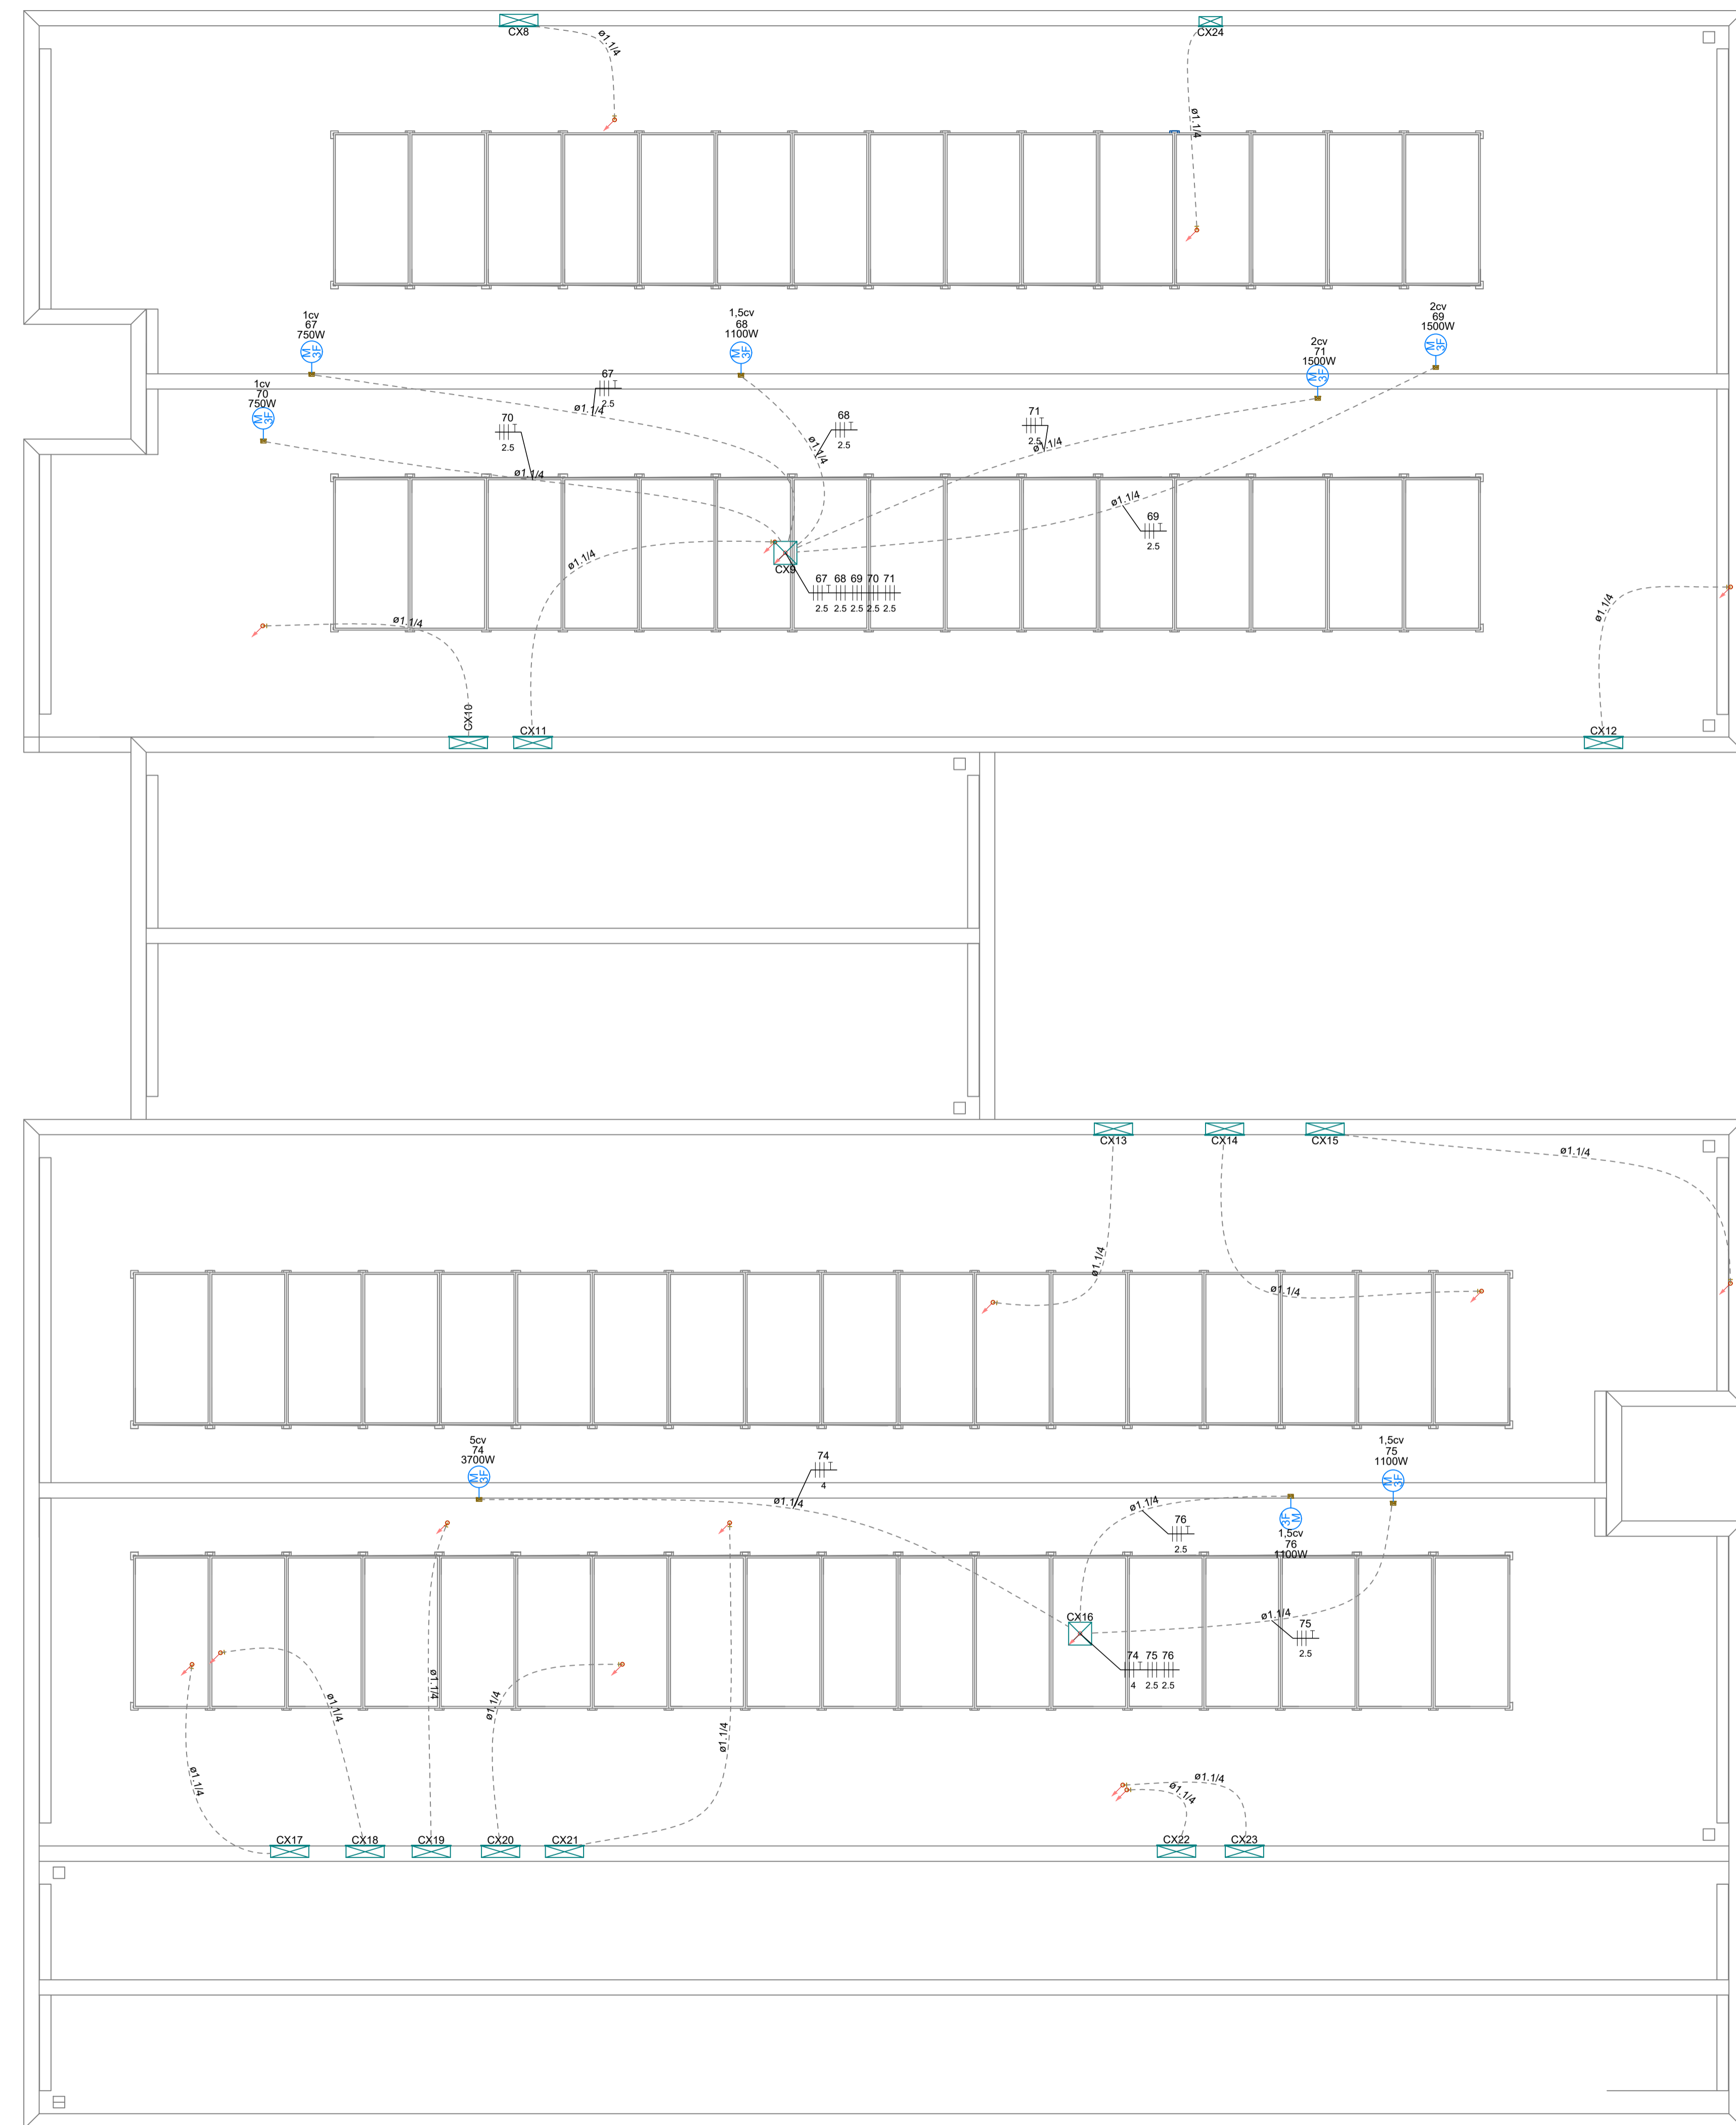 CX8
CX24
ø1.1/4
ø1.1/4
1cv
67
750W
M
3F
1,5cv
68
1100W
M
3F
2cv
69
1500W
M
3F
2cv
71
1500W
M
3F
1cv
70
750W
M
3F
67
T
2.5
ø1.1/4
70
T
2.5
ø1.1/4
68
T
2.5
ø1.1/4
71
T
2.5
ø1.1/4
69
T
2.5
ø1.1/4
ø1.1/4
CX9
67 T 68 69 70 71
2.5 2.5 2.5 2.5 2.5
ø1.1/4
ø1.1/4
CX10
CX11
CX12
CX13
CX14
CX15
ø1.1/4
ø1.1/4
ø1.1/4
5cv
74
3700W
M
3F
74
T
4
ø1.1/4
1,5cv
75
1100W
M
3F
ø1.1/4
76
T
2.5
3F
M
1,5cv
76
1100W
CX16
ø1.1/4
75
T
2.5
74 T 75 76
4 2.5 2.5
ø1.1/4
ø1.1/4
ø1.1/4
ø1.1/4
ø1.1/4
ø1.1/4
ø1.1/4
CX17
CX18
CX19
CX20
CX21
CX22
CX23